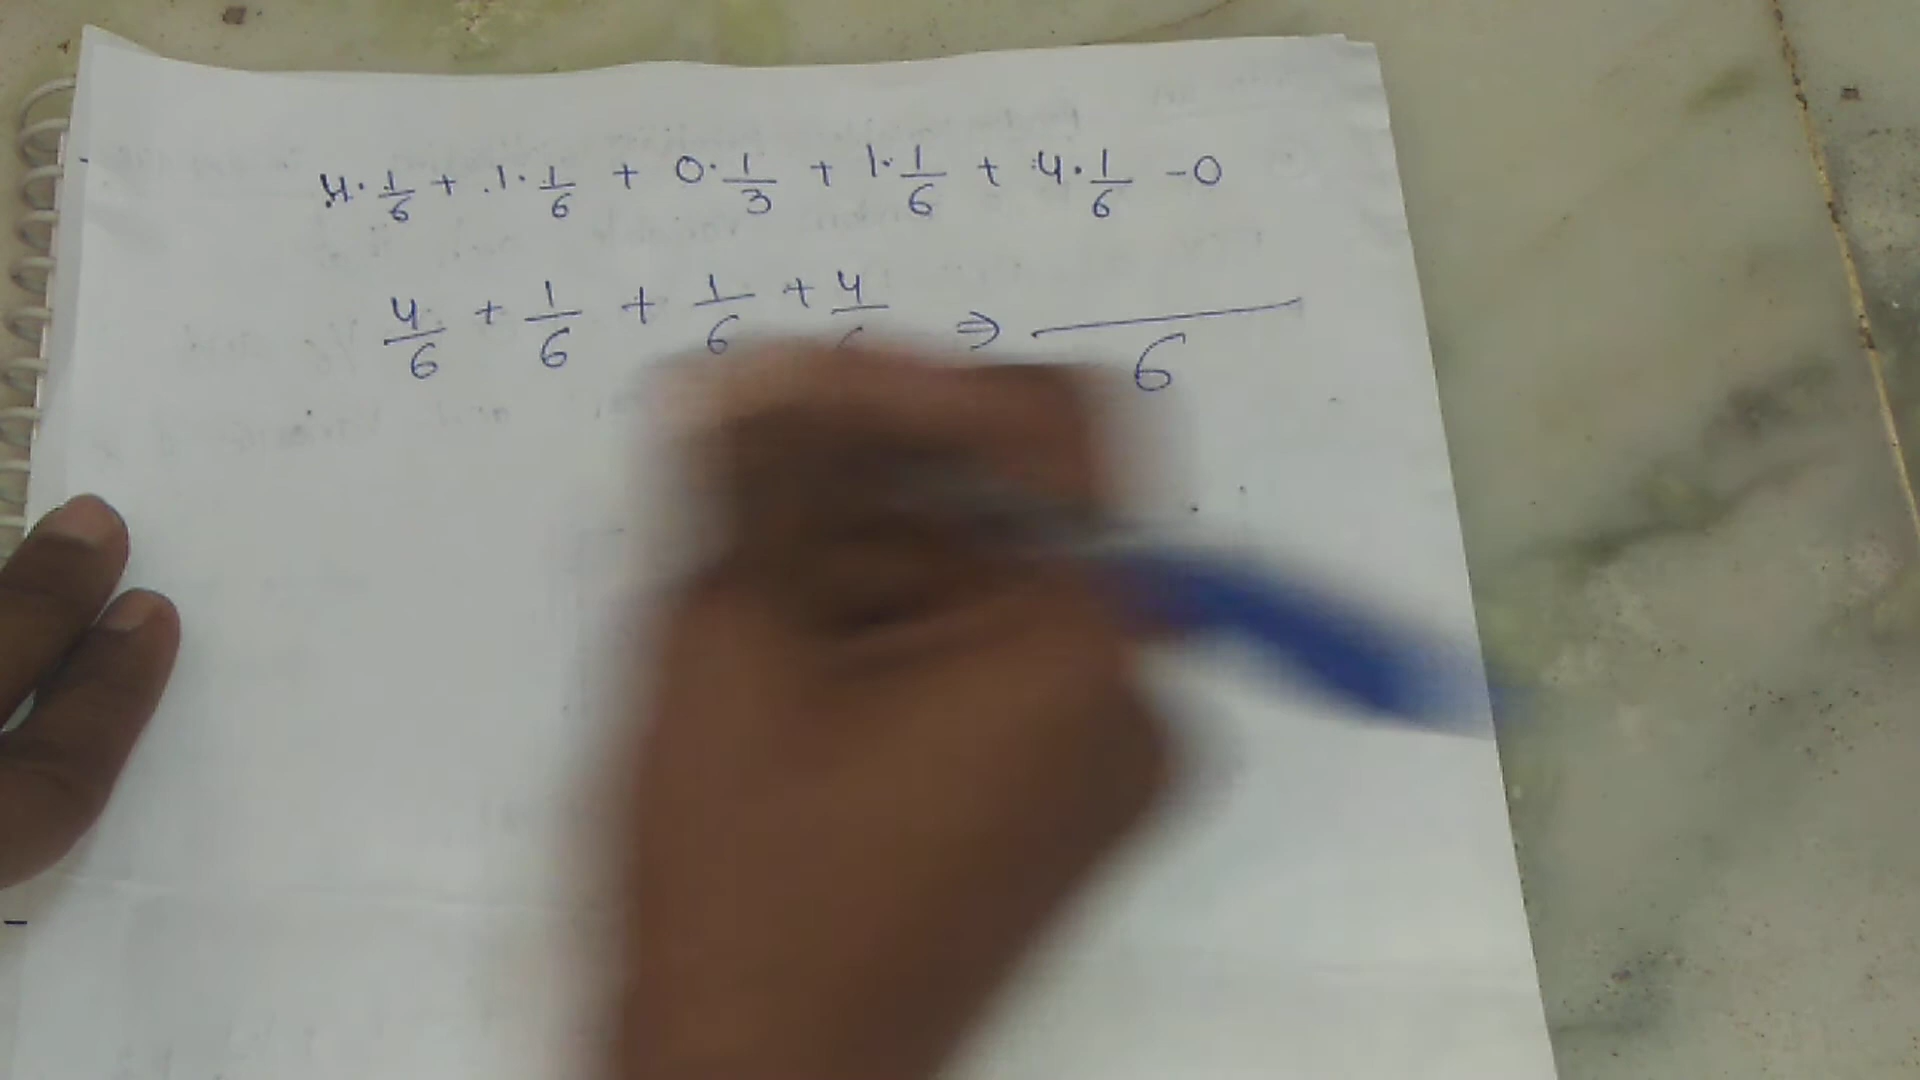 4·1/6 + 1·1/6 + 0·1/3 + 1·1/6 + 4·1/6 -0
4/6 + 1/6 + 1/6 + 4/6 ⇒ /6